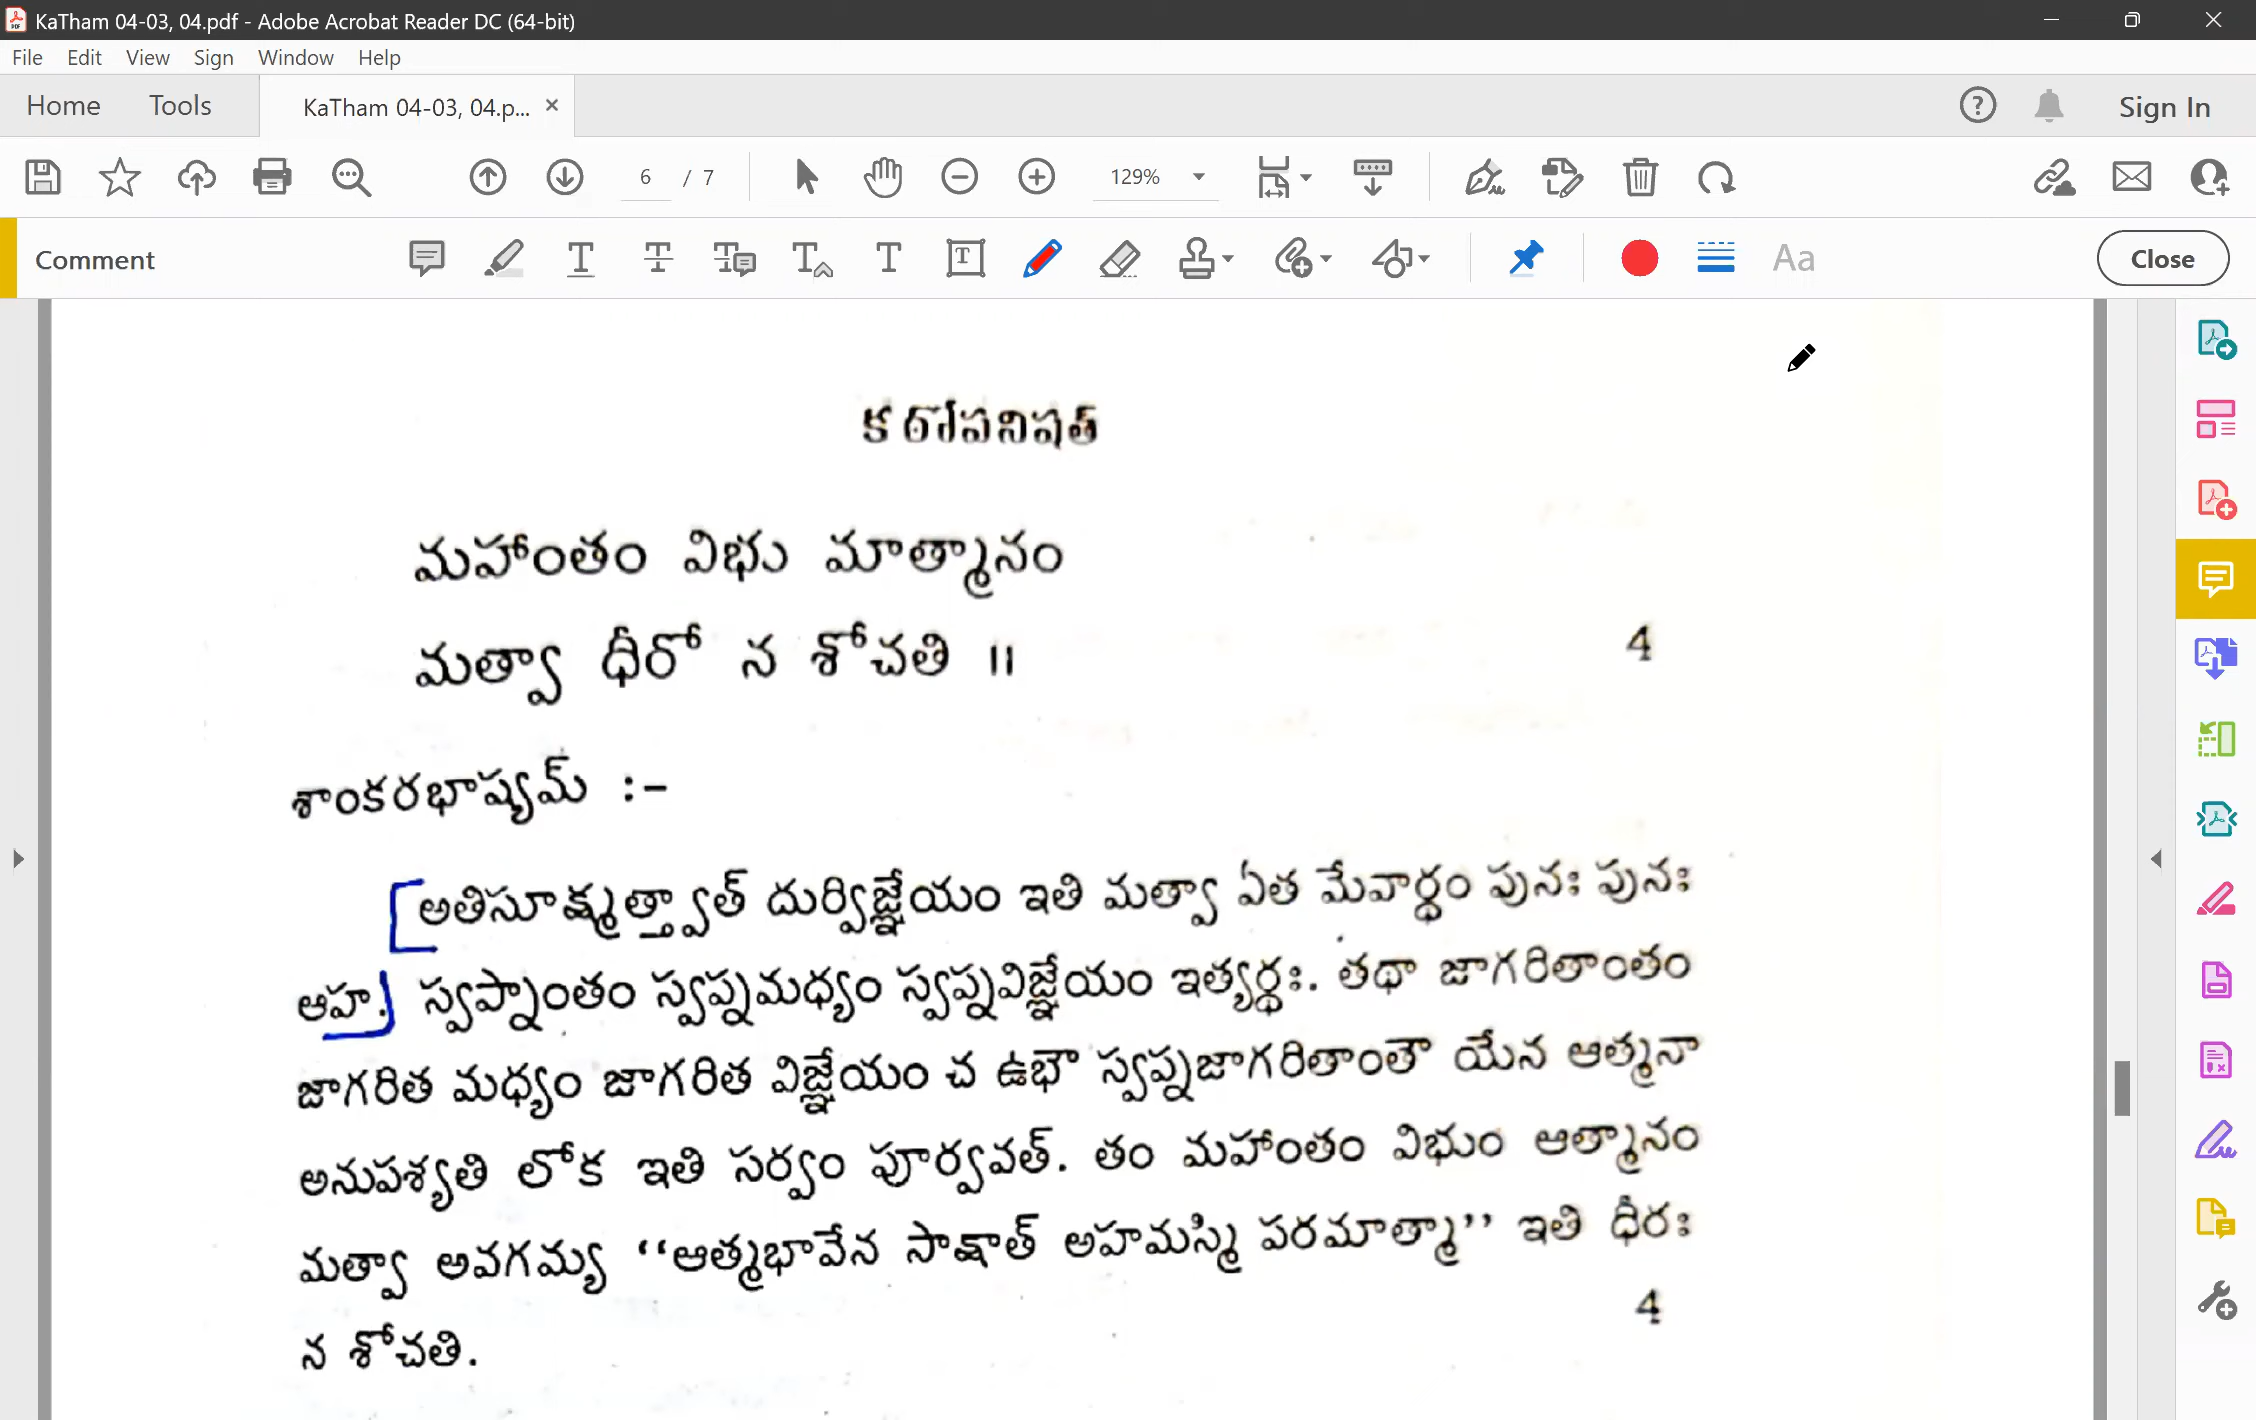 KaTham 04-03, 04.pdf - Adobe Acrobat Reader DC (64-bit)
File Edit View Sign Window Help
Home Tools KaTham 04-03, 04.p... × Sign In
6 / 7 129%
Comment Aa Close
కఠోపనిషత్
మహాంతం విభు మాత్మానం
మత్వా ధీరో న శోచతి ॥ 4
శాంకరభాష్యమ్ :-
అతిసూక్ష్మత్త్వాత్ దుర్విజ్ఞేయం ఇతి మత్వా ఏత మేవార్థం పునః పునః
ఆహ. స్వప్నాంతం స్వప్నమధ్యం స్వప్నవిజ్ఞేయం ఇత్యర్థః. తథా జాగరితాంతం
జాగరిత మధ్యం జాగరిత విజ్ఞేయం చ ఉభౌ స్వప్నజాగరితాంతౌ యేన ఆత్మనా
అనుపశ్యతి లోక ఇతి సర్వం పూర్వవత్. తం మహాంతం విభుం ఆత్మానం
మత్వా అవగమ్య ‘‘ఆత్మభావేన సాక్షాత్ అహమస్మి పరమాత్మా’’ ఇతి ధీరః
న శోచతి. 4